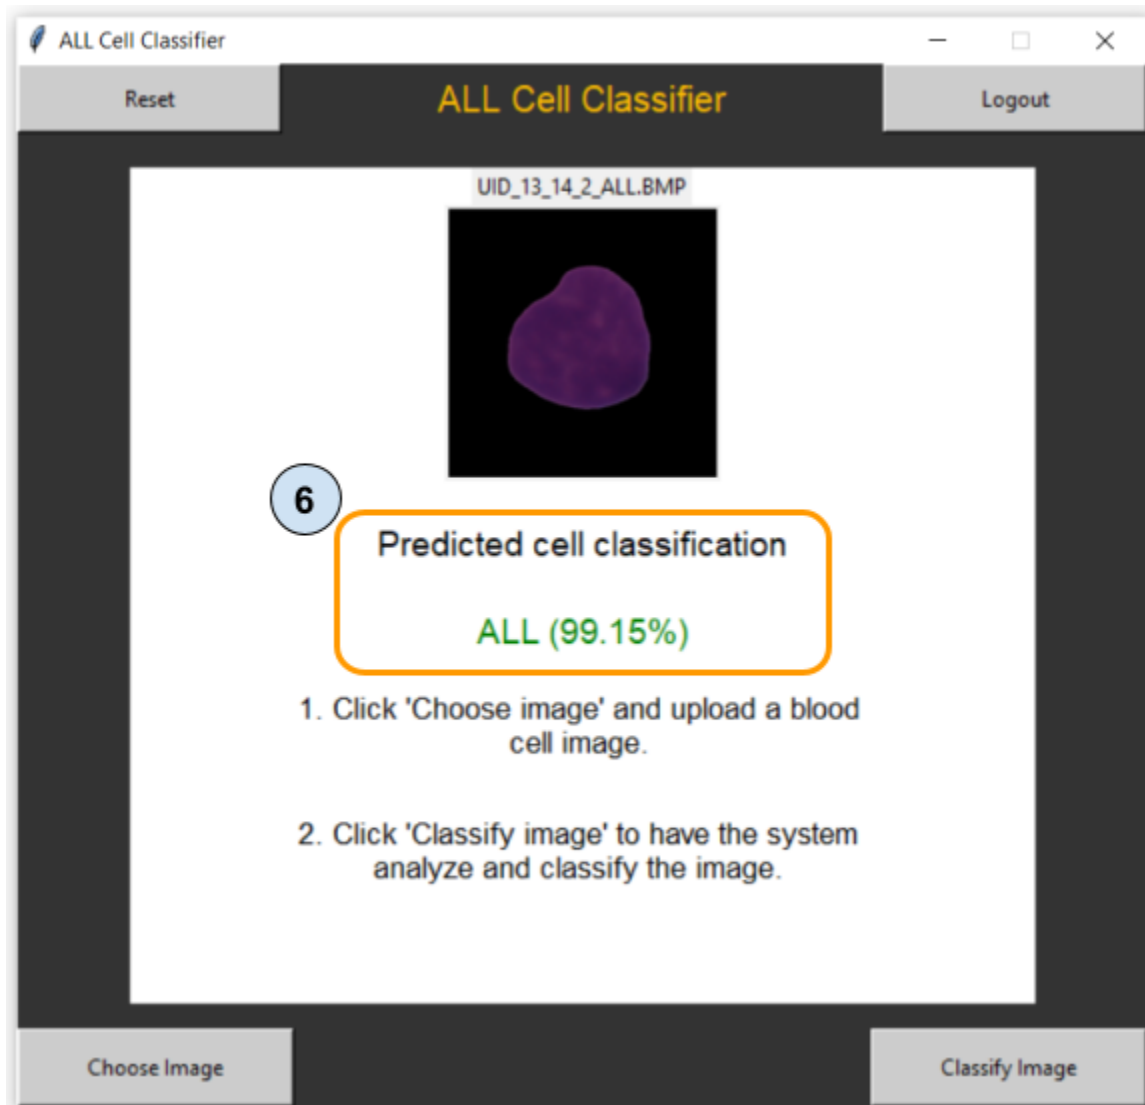 ALL Cell Classifier
Reset
ALL Cell Classifier
Logout
UID_13_14_2_ALL.BMP
6
Predicted cell classification
ALL (99.15%)
1. Click 'Choose image' and upload a blood
cell image.
2. Click 'Classify image' to have the system
analyze and classify the image.
Choose Image
Classify Image